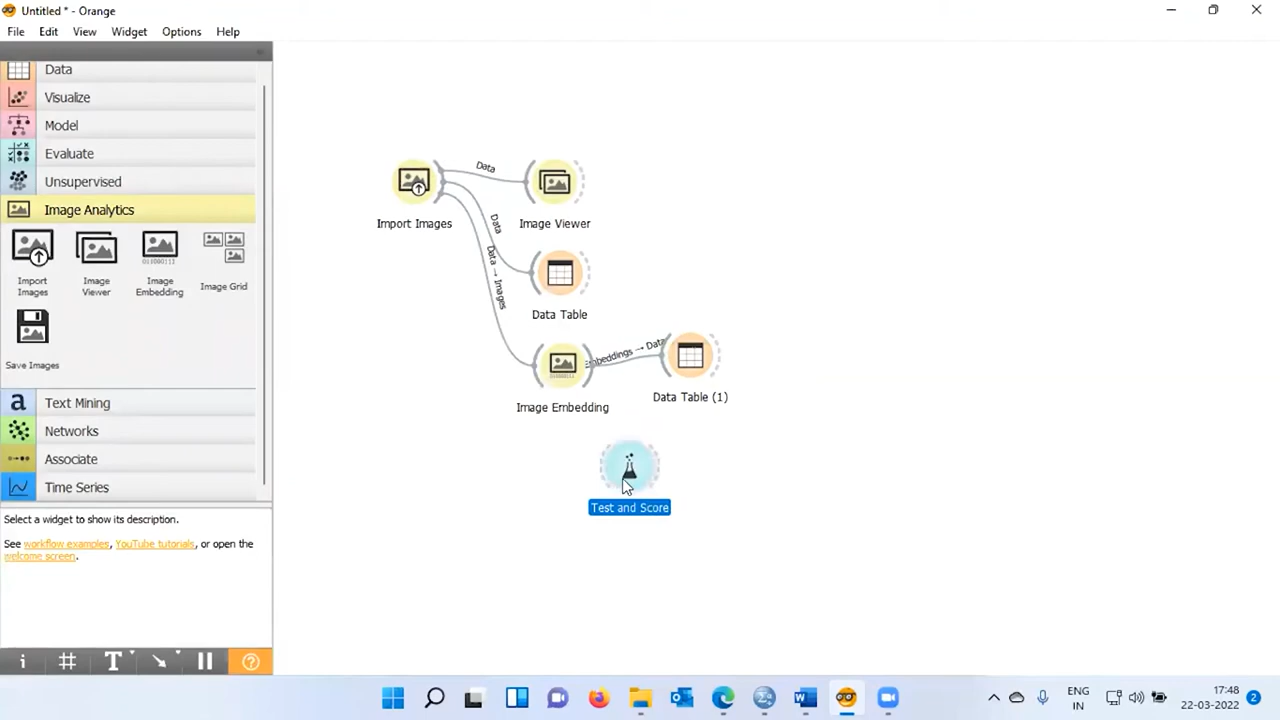 Untitled * - Orange
File Edit View Widget Options Help
Data
Visualize
Model
Evaluate
Unsupervised
Image Analytics
Import Images
Image Viewer
Image Embedding
Image Grid
Save Images
Text Mining
Networks
Associate
Time Series
Select a widget to show its description.
See workflow examples, YouTube tutorials, or open the
welcome screen.
Data
Data
Data → Images
Import Images
Image Viewer
Data Table
→ Data
Image Embedding
Data Table (1)
Test and Score
ENG
IN
17:48
22-03-2022
2